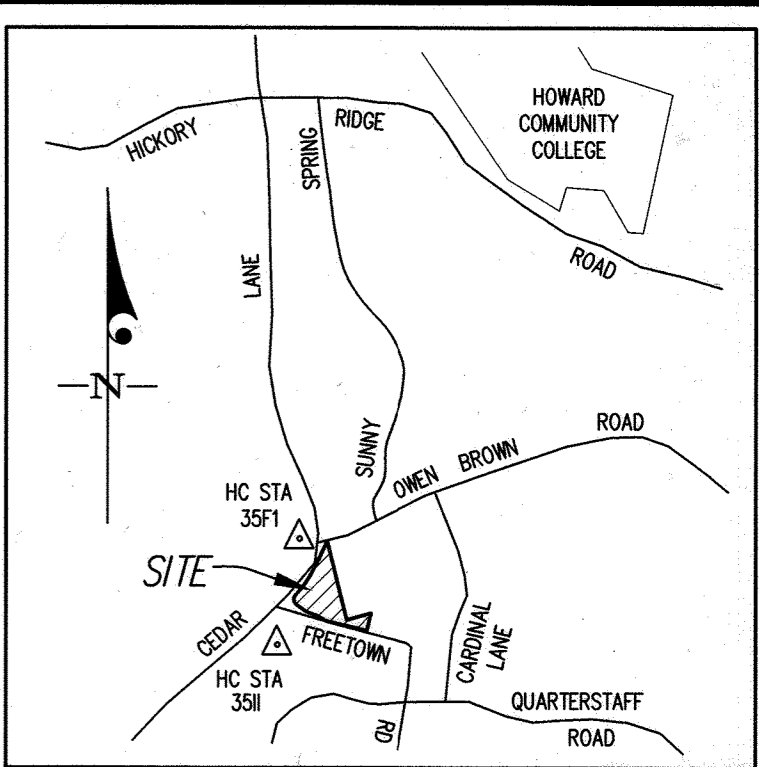 HOWARD
COMMUNITY
COLLEGE
HICKORY
RIDGE
ROAD
SPRING
LANE
N
SUNNY
OWEN BROWN
ROAD
HC STA
35F1
SITE
CEDAR
FREETOWN
RD
CARDINAL
LANE
HC STA
35II
QUARTERSTAFF
ROAD